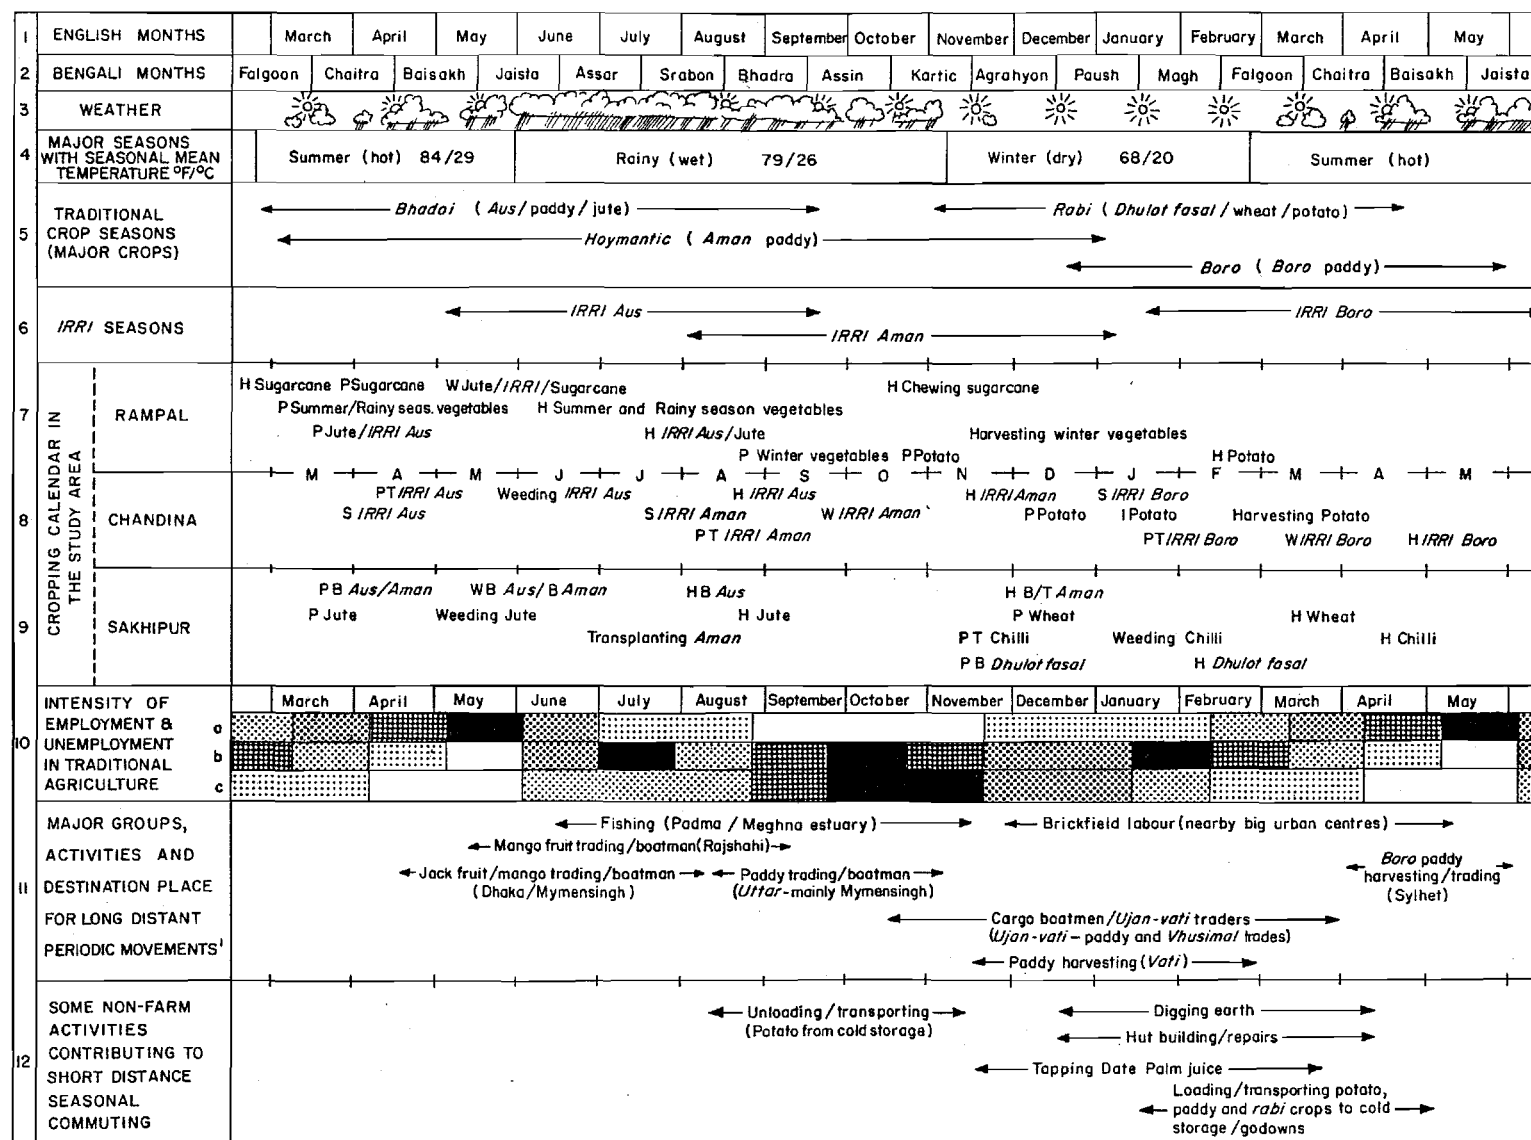 1 ENGLISH MONTHS March April May June July August September October November December January February March April May
2 BENGALI MONTHS Falgoon Chaitra Baisakh Jaista Assar Srabon Bhadra Assin Kartic Agrahyon Paush Magh Falgoon Chaitra Baisakh Jaista
3 WEATHER
4 MAJOR SEASONS
WITH SEASONAL MEAN
TEMPERATURE °F/°C
Summer (hot) 84/29 Rainy (wet) 79/26 Winter (dry) 68/20 Summer (hot)
5 TRADITIONAL
CROP SEASONS
(MAJOR CROPS)
Bhadoi (Aus/paddy/jute) Rabi (Dhulot fasal/wheat/potato)
Hoymantic (Aman paddy)
Boro (Boro paddy)
6 IRRI SEASONS
IRRI Aus IRRI Boro
IRRI Aman
CROPPING CALENDAR IN
THE STUDY AREA
7 RAMPAL
H Sugarcane P Sugarcane W Jute/IRRI/Sugarcane H Chewing sugarcane
P Summer/Rainy seas. vegetables H Summer and Rainy season vegetables
P Jute/IRRI Aus H IRRI Aus/Jute Harvesting winter vegetables
P Winter vegetables P Potato H Potato
M A M J J A S O N D J F M A M
8 CHANDINA
PT IRRI Aus Weeding IRRI Aus H IRRI Aus H IRRI Aman S IRRI Boro
S IRRI Aus S IRRI Aman W IRRI Aman P Potato I Potato Harvesting Potato
PT IRRI Aman PT IRRI Boro W IRRI Boro H IRRI Boro
9 SAKHIPUR
PB Aus/Aman WB Aus/B Aman HB Aus H B/T Aman
P Jute Weeding Jute H Jute P Wheat H Wheat
Transplanting Aman PT Chilli Weeding Chilli H Chilli
PB Dhulot fasal H Dhulot fasal
March April May June July August September October November December January February March April May
10 INTENSITY OF
EMPLOYMENT & a
UNEMPLOYMENT
IN TRADITIONAL b
AGRICULTURE c
11 MAJOR GROUPS,
ACTIVITIES AND
DESTINATION PLACE
FOR LONG DISTANT
PERIODIC MOVEMENTS¹
Fishing (Padma / Meghna estuary) Brickfield labour (nearby big urban centres)
Mango fruit trading/boatman (Rajshahi)
Jack fruit/mango trading/boatman
(Dhaka/Mymensingh)
Paddy trading/boatman
(Uttar-mainly Mymensingh)
Boro paddy
harvesting/trading
(Sylhet)
Cargo boatmen/Ujan-vati traders
(Ujan-vati – paddy and Vhusimal trades)
Paddy harvesting (Vati)
12 SOME NON-FARM
ACTIVITIES
CONTRIBUTING TO
SHORT DISTANCE
SEASONAL
COMMUTING
Unloading/transporting
(Potato from cold storage)
Digging earth
Hut building/repairs
Tapping Date Palm juice
Loading/transporting potato,
paddy and rabi crops to cold
storage/godowns